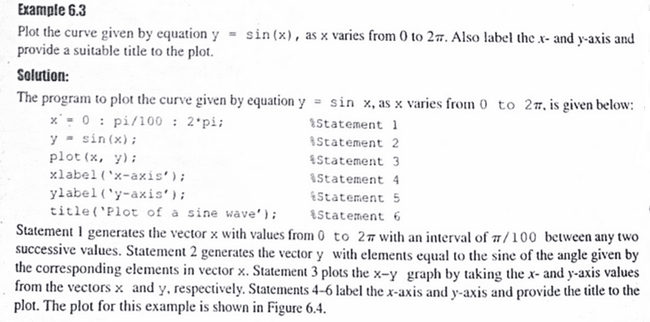 Example 6.3
Plot the curve given by equation y = sin(x), as x varies from 0 to 2π. Also label the x- and y-axis and
provide a suitable title to the plot.
Solution:
The program to plot the curve given by equation y = sin x, as x varies from 0 to 2π, is given below:
x = 0 : pi/100 : 2*pi; %Statement 1
y = sin(x); %Statement 2
plot(x, y); %Statement 3
xlabel('x-axis'); %Statement 4
ylabel('y-axis'); %Statement 5
title('Plot of a sine wave'); %Statement 6
Statement 1 generates the vector x with values from 0 to 2π with an interval of π/100 between any two
successive values. Statement 2 generates the vector y with elements equal to the sine of the angle given by
the corresponding elements in vector x. Statement 3 plots the x-y graph by taking the x- and y-axis values
from the vectors x and y, respectively. Statements 4–6 label the x-axis and y-axis and provide the title to the
plot. The plot for this example is shown in Figure 6.4.